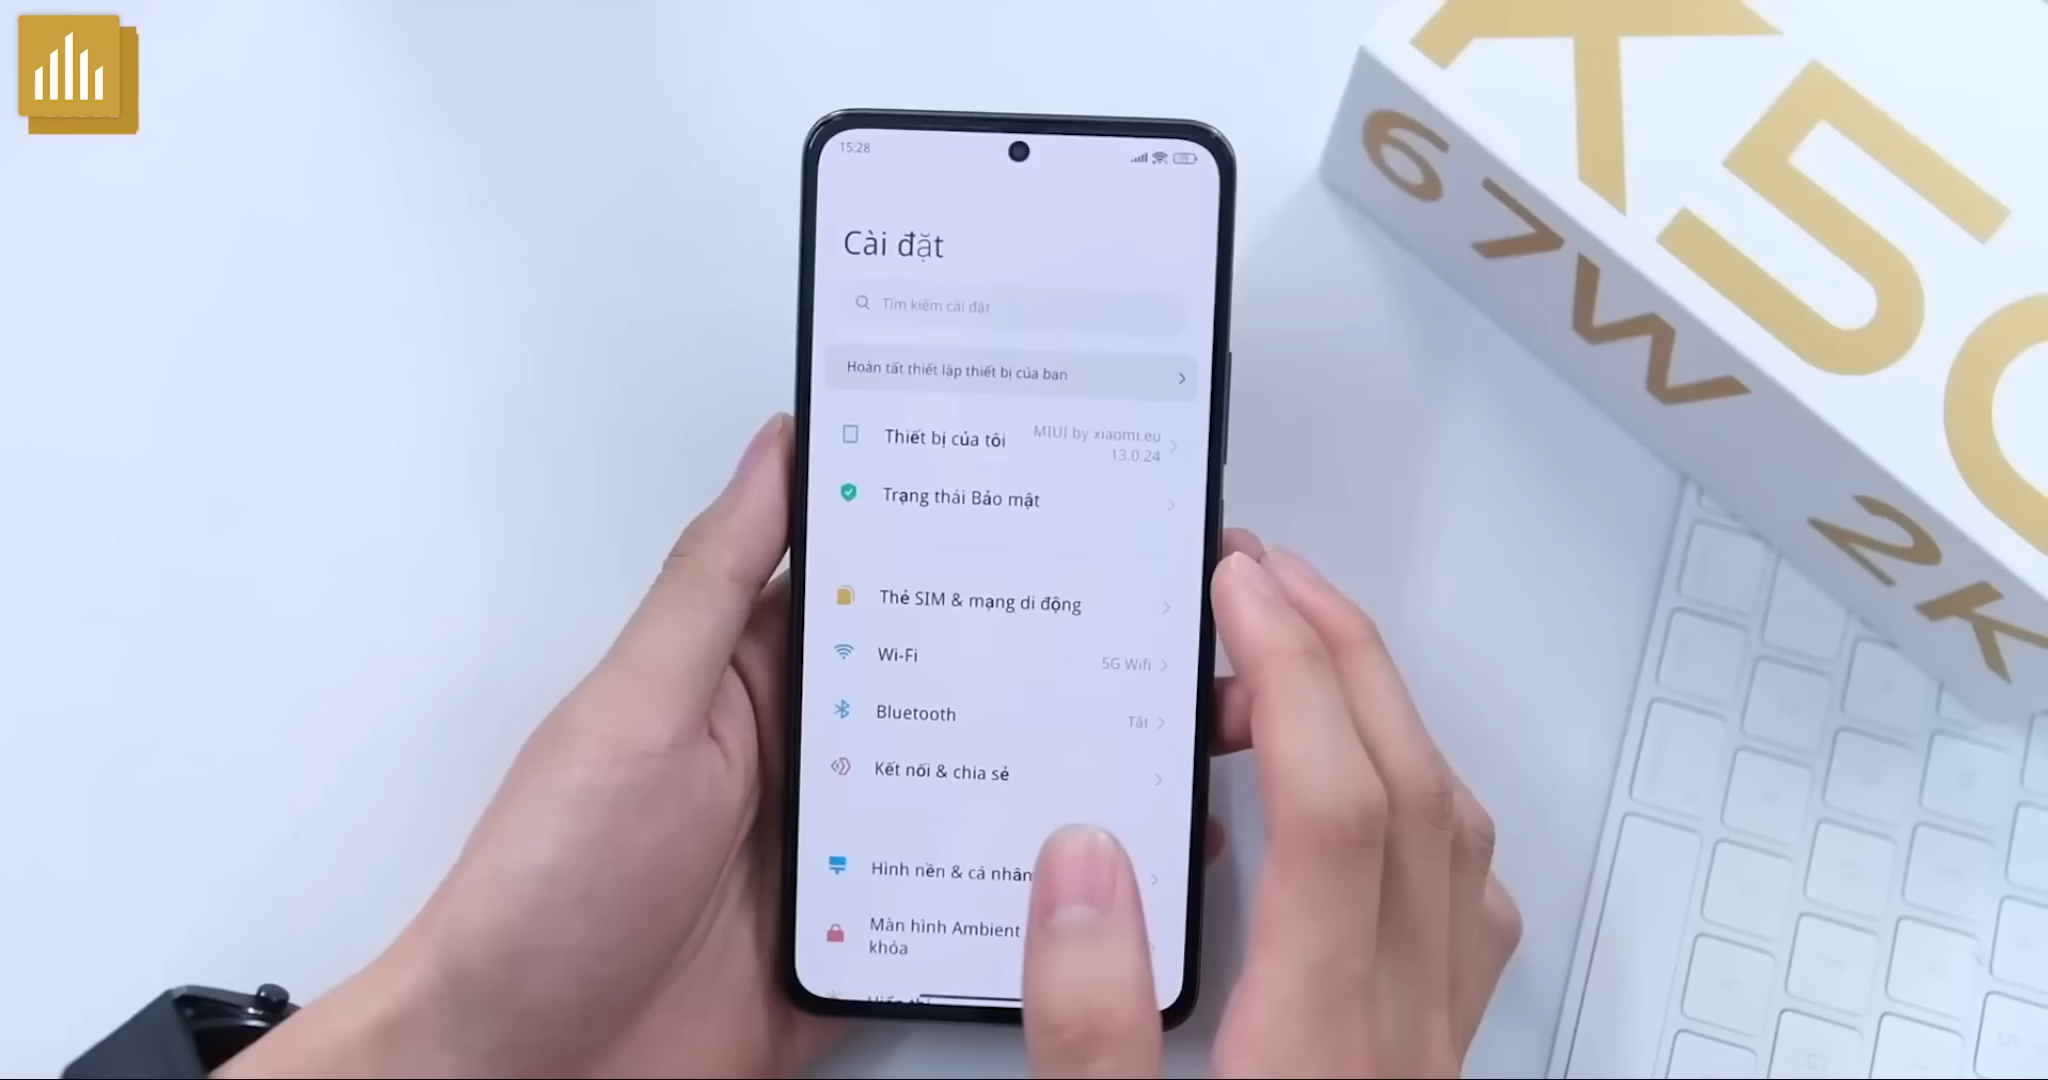 15:28
Cài đặt
Tìm kiếm cài đặt
Hoàn tất thiết lập thiết bị của bạn
Thiết bị của tôi
MIUI by xiaomi.eu
13.0.24
Trạng thái Bảo mật
Thẻ SIM & mạng di động
Wi-Fi
5G Wifi
Bluetooth
Tắt
Kết nối & chia sẻ
Hình nền & cá nhân
Màn hình Ambient
khóa
67W 2K